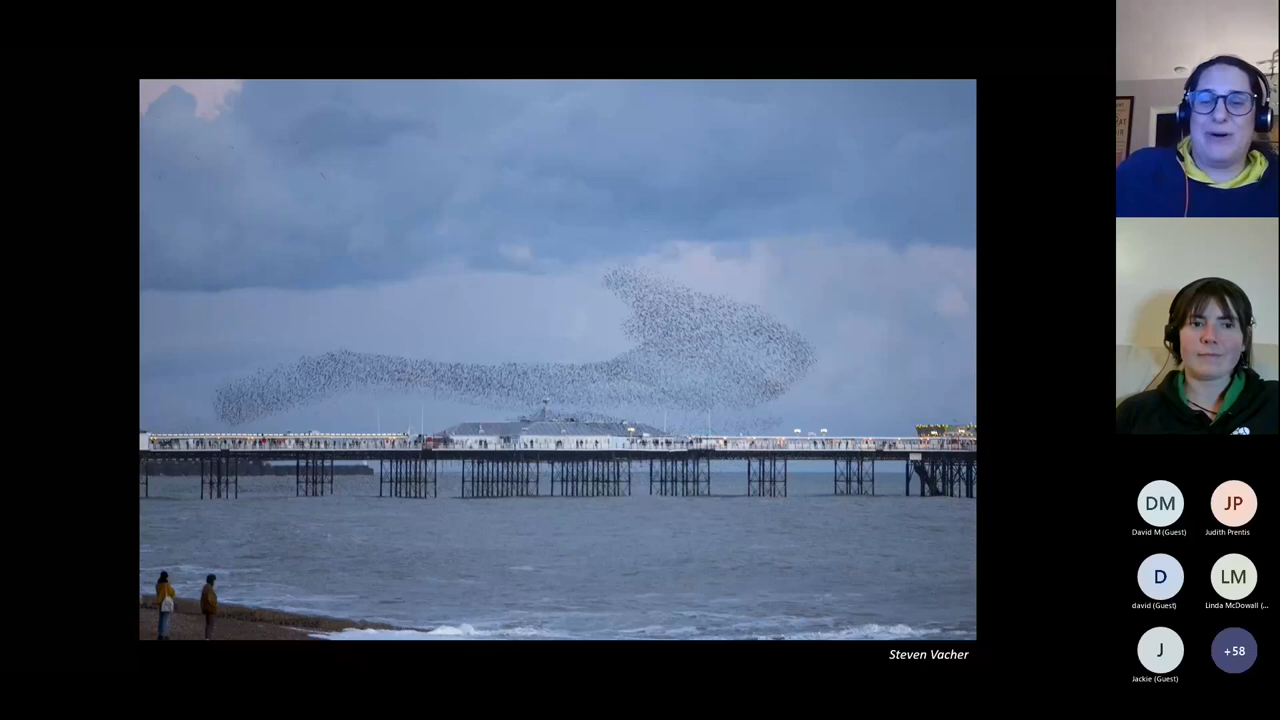 Steven Vacher
DM
David M (Guest)
JP
Judith Prentis
D
david (Guest)
LM
Linda McDowall (...
J
Jackie (Guest)
+58